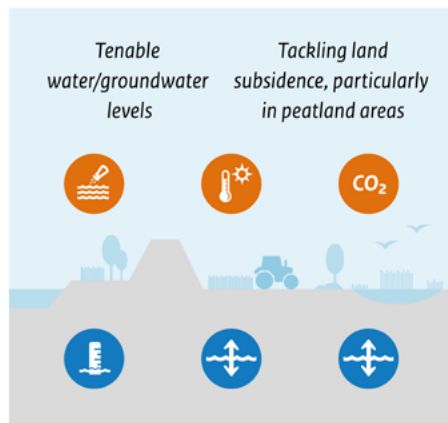 Tenable
water/groundwater
levels
Tackling land
subsidence, particularly
in peatland areas
CO₂